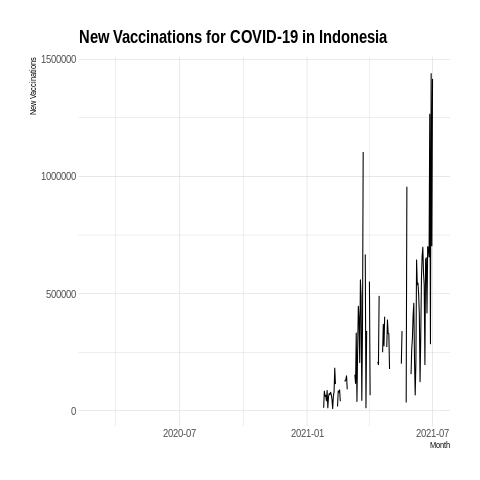 New Vaccinations for COVID-19 in Indonesia
New Vaccinations
1500000
1000000
500000
0
2020-07
2021-01
2021-07
Month